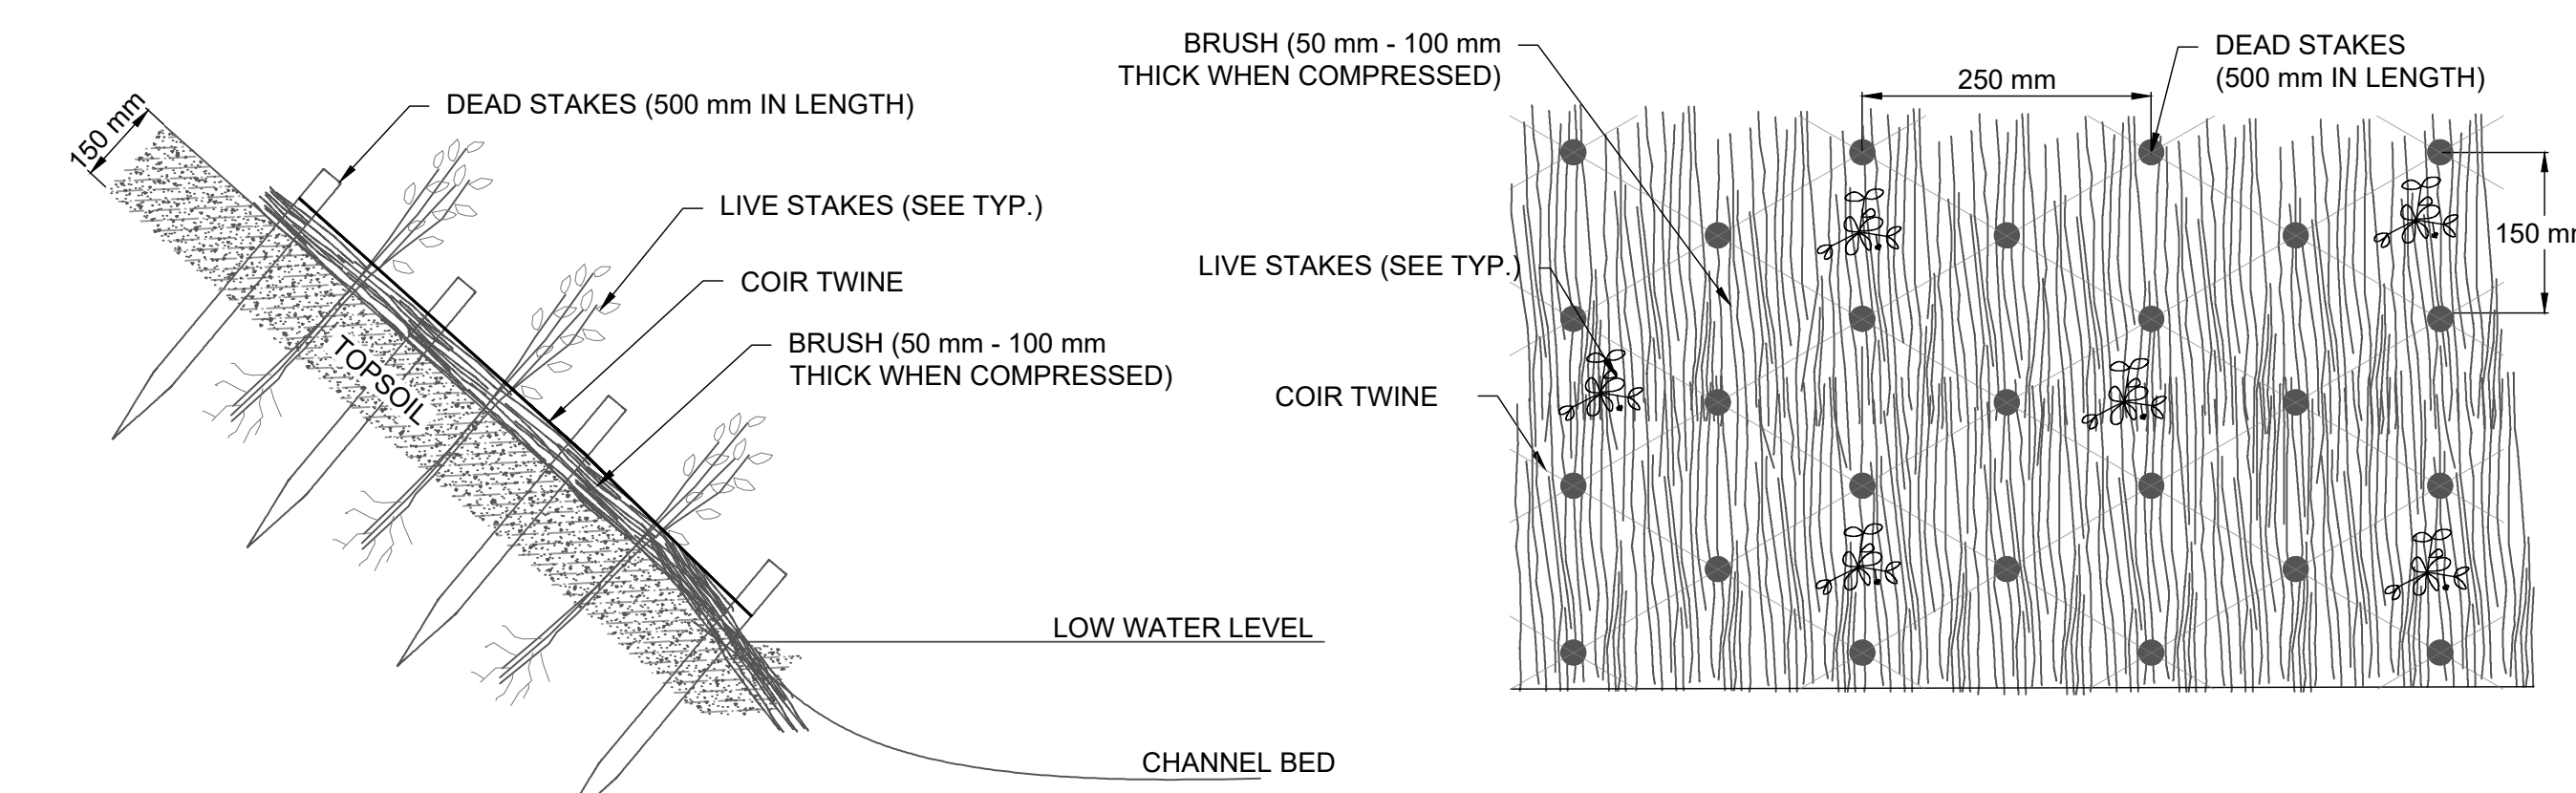 150 mm
DEAD STAKES (500 mm IN LENGTH)
LIVE STAKES (SEE TYP.)
COIR TWINE
BRUSH (50 mm - 100 mm
THICK WHEN COMPRESSED)
TOPSOIL
LOW WATER LEVEL
CHANNEL BED
BRUSH (50 mm - 100 mm
THICK WHEN COMPRESSED)
250 mm
DEAD STAKES
(500 mm IN LENGTH)
150 m
LIVE STAKES (SEE TYP.)
COIR TWINE